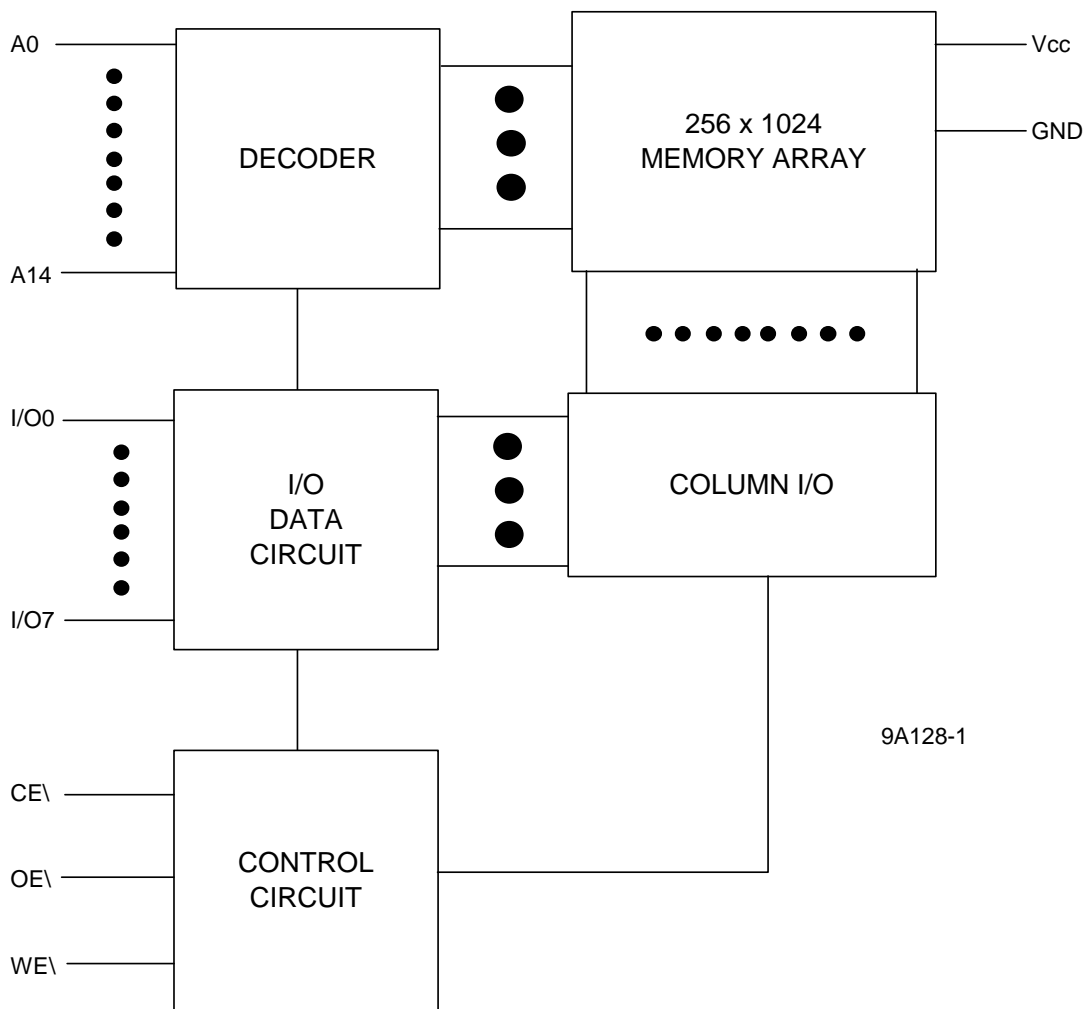 A0
DECODER
256 x 1024
MEMORY ARRAY
Vcc
GND
A14
I/O0
I/O
DATA
CIRCUIT
COLUMN I/O
I/O7
9A128-1
CE\
OE\
WE\
CONTROL
CIRCUIT